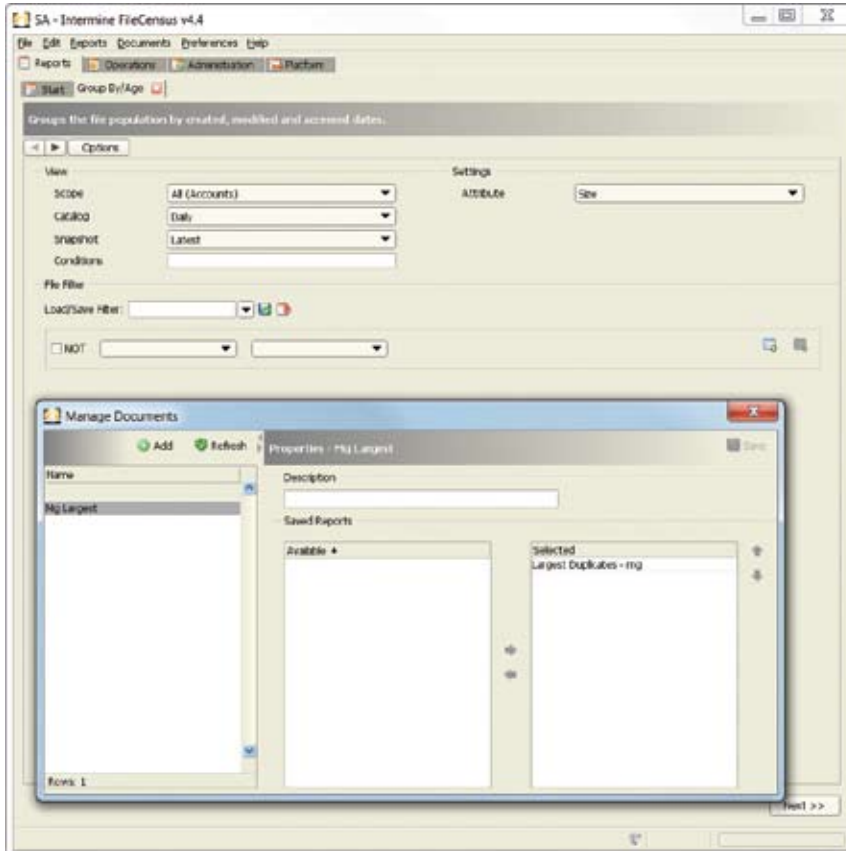 SA - Intermine FileCensus v4.4
File Edit Reports Documents Preferences Help
Reports Operations Administration Platform
Start Group By/Age
Groups the file population by created, modified and accessed dates.
Options
View Settings
Scope All (Accounts) Attribute Size
Catalog Daily
Snapshot Latest
Conditions
File Filter
Load/Save Filter:
NOT
Manage Documents
Add Refresh Properties - Mg Largest Save
Name Description
Mg Largest
Saved Reports
Available Selected
Largest Duplicates - mg
Rows: 1
Next >>